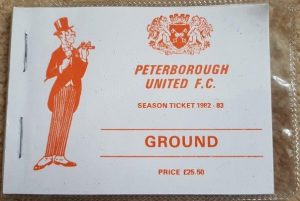 PETERBOROUGH
UNITED F.C.
SEASON TICKET 1982-83
GROUND
PRICE £25.50